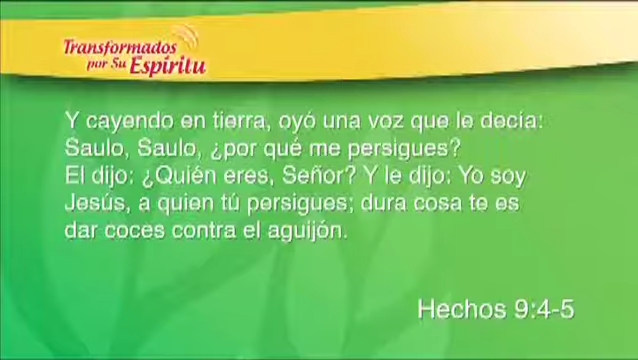 Transformados
por Su Espíritu
Y cayendo en tierra, oyó una voz que le decía:
Saulo, Saulo, ¿por qué me persigues?
El dijo: ¿Quién eres, Señor? Y le dijo: Yo soy
Jesús, a quien tú persigues; dura cosa te es
dar coces contra el aguijón.
Hechos 9:4-5